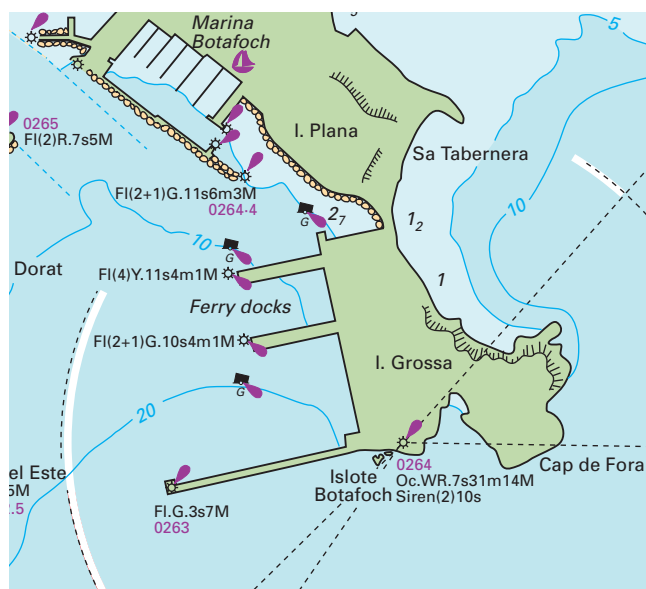 Marina
Botafoch
5
0265
Fl(2)R.7s5M
I. Plana
Sa Tabernera
Fl(2+1)G.11s6m3M
0264·4
10
G
2₇
1₂
10
G
Dorat
Fl(4)Y.11s4m1M
1
Ferry docks
Fl(2+1)G.10s4m1M
I. Grossa
G
20
el Este
5M
.5
0264
Oc.WR.7s31m14M
Siren(2)10s
Islote
Botafoch
Cap de Fora
Fl.G.3s7M
0263